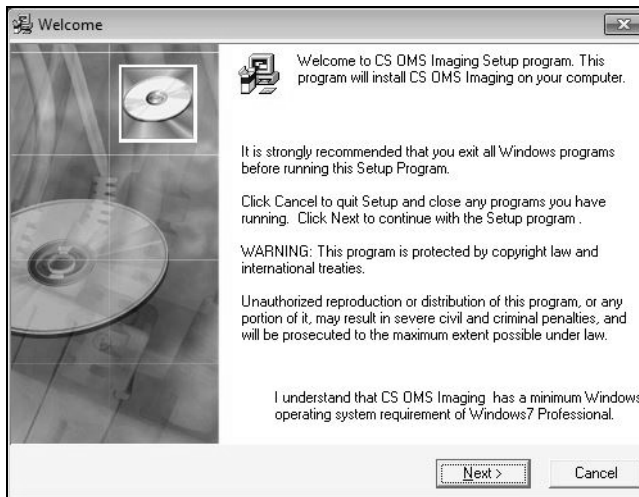 Welcome
Welcome to CS OMS Imaging Setup program. This
program will install CS OMS Imaging on your computer.
It is strongly recommended that you exit all Windows programs
before running this Setup Program.
Click Cancel to quit Setup and close any programs you have
running. Click Next to continue with the Setup program .
WARNING: This program is protected by copyright law and
international treaties.
Unauthorized reproduction or distribution of this program, or any
portion of it, may result in severe civil and criminal penalties, and
will be prosecuted to the maximum extent possible under law.
I understand that CS OMS Imaging has a minimum Windows
operating system requirement of Windows7 Professional.
Next >
Cancel